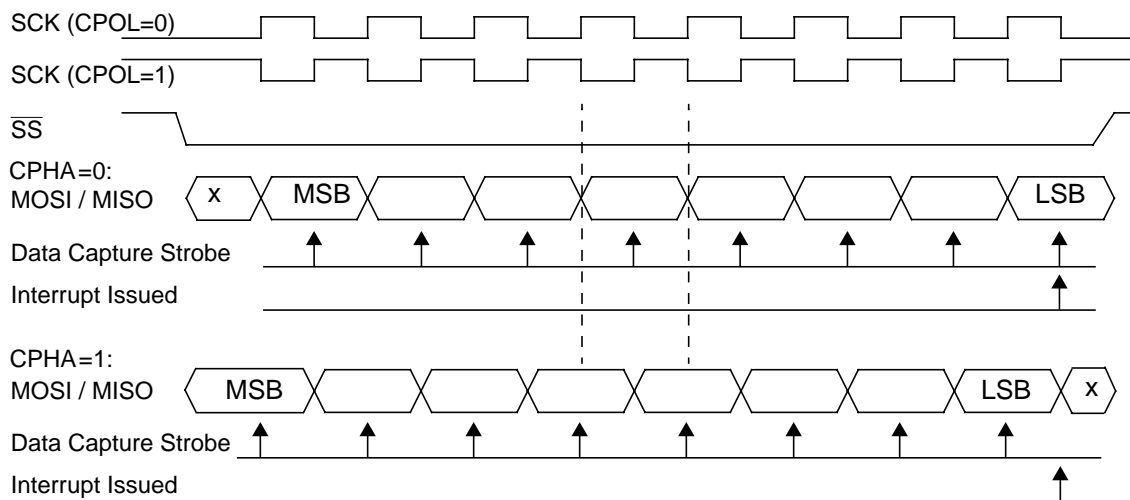 SCK (CPOL=0)
SCK (CPOL=1)
SS
CPHA=0:
MOSI / MISO
x
MSB
LSB
Data Capture Strobe
Interrupt Issued
CPHA=1:
MOSI / MISO
MSB
LSB
x
Data Capture Strobe
Interrupt Issued